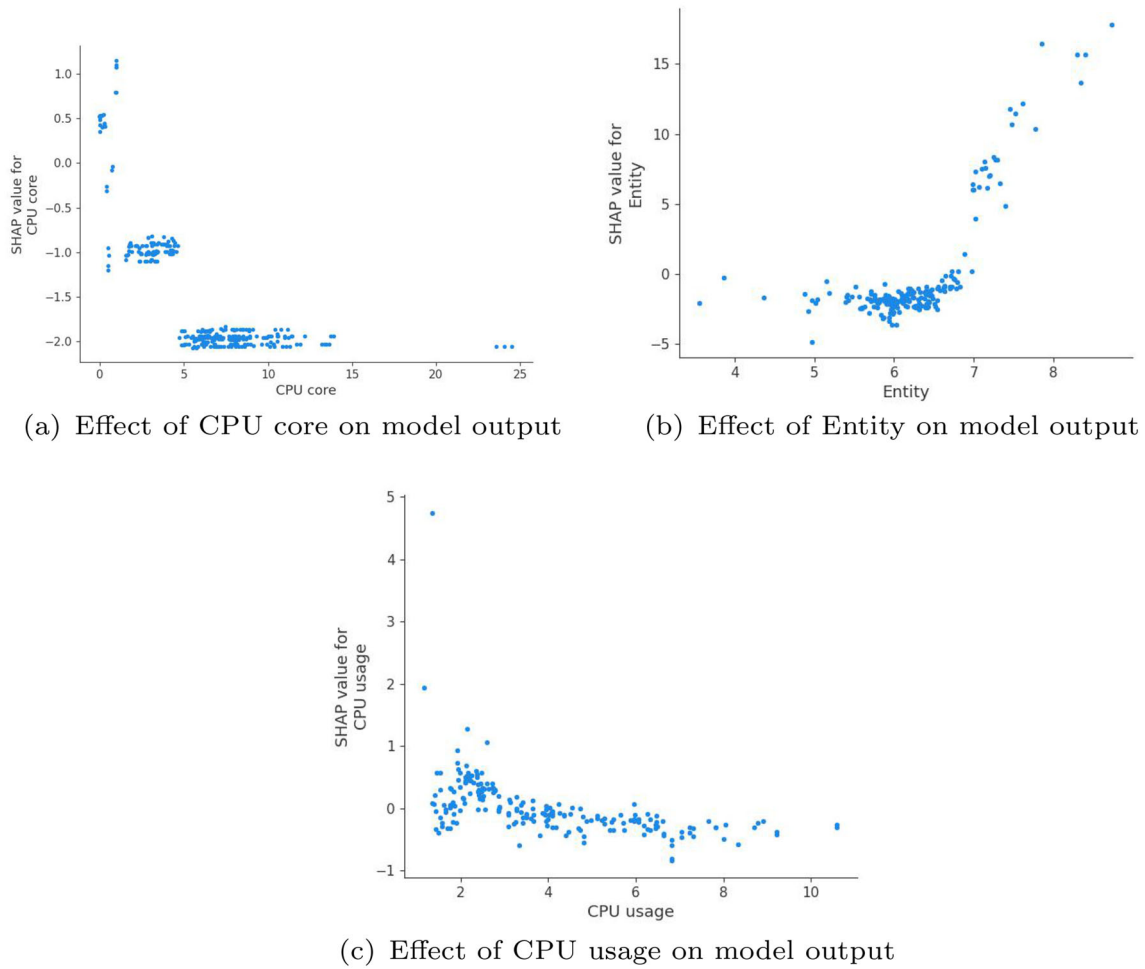 1.0
0.5
0.0
−0.5
−1.0
−1.5
−2.0
SHAP value for
CPU core
0 5 10 15 20 25
CPU core
(a) Effect of CPU core on model output
15
10
5
0
−5
SHAP value for
Entity
4 5 6 7 8
Entity
(b) Effect of Entity on model output
5
4
3
2
1
0
−1
SHAP value for
CPU usage
2 4 6 8 10
CPU usage
(c) Effect of CPU usage on model output